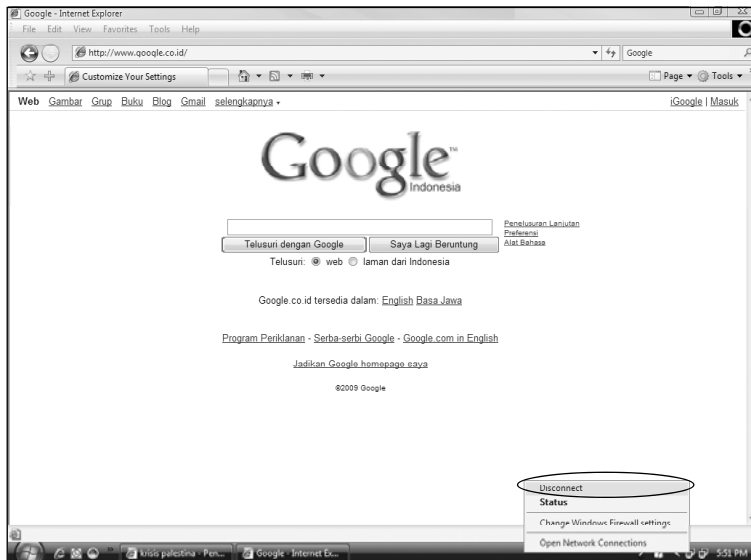 Google - Internet Explorer
File Edit View Favorites Tools Help
http://www.google.co.id/
Google
Customize Your Settings
Page Tools
Web Gambar Grup Buku Blog Gmail selengkapnya
iGoogle | Masuk
Google™
Indonesia
Penelusuran Lanjutan
Preferensi
Alat Bahasa
Telusuri dengan Google Saya Lagi Beruntung
Telusuri: web laman dari Indonesia
Google.co.id tersedia dalam: English Basa Jawa
Program Periklanan - Serba-serbi Google - Google.com in English
Jadikan Google homepage saya
©2009 Google
Disconnect
Status
Change Windows Firewall settings
Open Network Connections
krisis palestina - Pen...
Google - Internet Ex...
5:51 PM